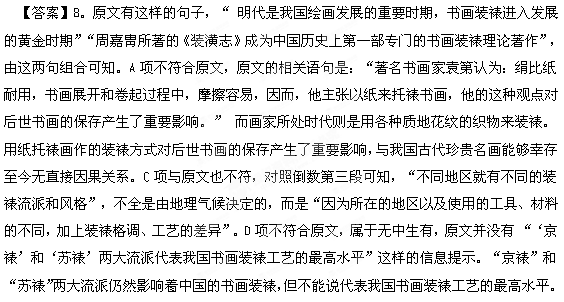 【答案】B。原文有这样的句子，“ 明代是我国绘画发展的重要时期，书画装裱进入发展
的黄金时期”“周嘉胄所著的《装潢志》成为中国历史上第一部专门的书画装裱理论著作”，
由这两句组合可知。A 项不符合原文，原文的相关语句是：“著名书画家袁第认为：绢比纸
耐用，书画展开和卷起过程中，摩擦容易，因而，他主张以纸来托裱书画，他的这种观点对
后世书画的保存产生了重要影响。” 而画家所处时代则是用各种质地花纹的织物来装裱。
用纸托裱画作的装裱方式对后世书画的保存产生了重要影响，与我国古代珍贵名画能够幸存
至今无直接因果关系。C 项与原文也不符，对照倒数第三段可知，“不同地区就有不同的装
裱流派和风格”，不全是由地理气候决定的，而是“因为所在的地区以及使用的工具、材料
的不同，加上装裱格调、工艺的差异”。D 项不符合原文，属于无中生有，原文并没有 “‘京
裱’和‘苏裱’两大流派代表我国书画装裱工艺的最高水平”这样的信息提示。“京裱”和
“苏裱”两大流派仍然影响着中国的书画装裱，但不能说代表我国书画装裱工艺的最高水平。